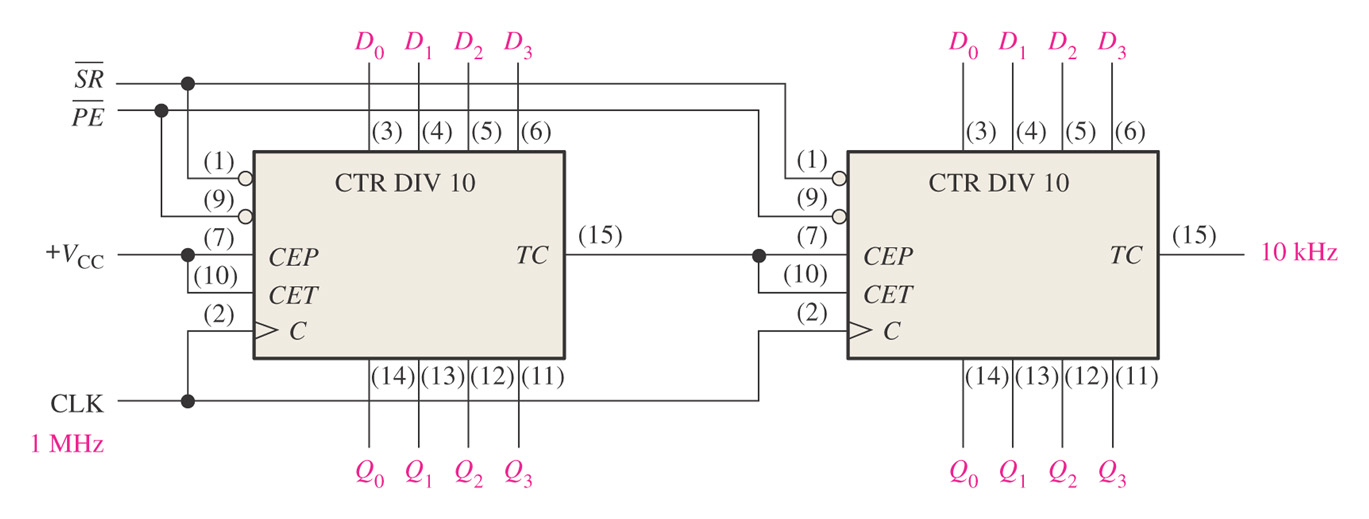 D0 D1 D2 D3 D0 D1 D2 D3
S̅R̅
P̅E̅
(3) (4) (5) (6) (3) (4) (5) (6)
(1) (1)
CTR DIV 10 CTR DIV 10
(9) (9)
(7) (15) (7) (15)
+VCC CEP TC CEP TC 10 kHz
(10) (10)
CET CET
(2) (2)
C C
(14) (13) (12) (11) (14) (13) (12) (11)
CLK
1 MHz
Q0 Q1 Q2 Q3 Q0 Q1 Q2 Q3